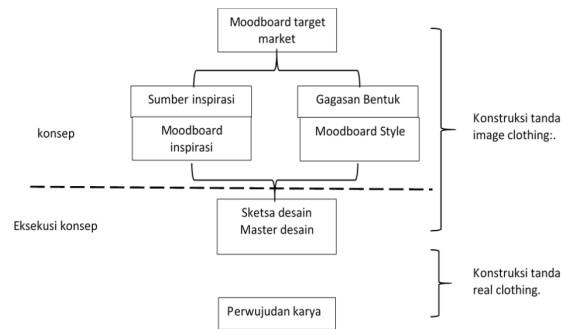 Moodboard target
market
Sumber inspirasi
Gagasan Bentuk
Moodboard
inspirasi
Moodboard Style
konsep
Konstruksi tanda
image clothing:.
Eksekusi konsep
Sketsa desain
Master desain
Konstruksi tanda
real clothing.
Perwujudan karya